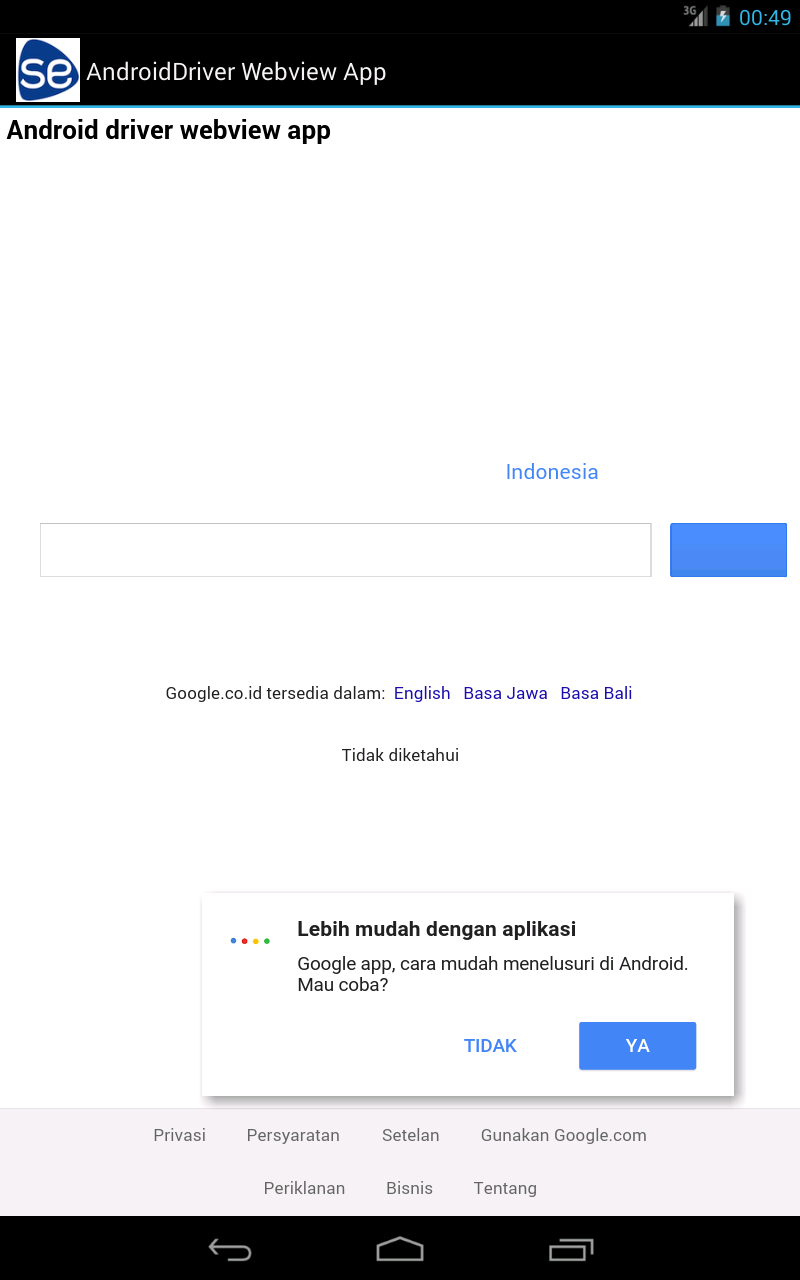 3G 00:49
se AndroidDriver Webview App
Android driver webview app
Indonesia
Google.co.id tersedia dalam: English Basa Jawa Basa Bali
Tidak diketahui
Lebih mudah dengan aplikasi
Google app, cara mudah menelusuri di Android.
Mau coba?
TIDAK YA
Privasi Persyaratan Setelan Gunakan Google.com
Periklanan Bisnis Tentang